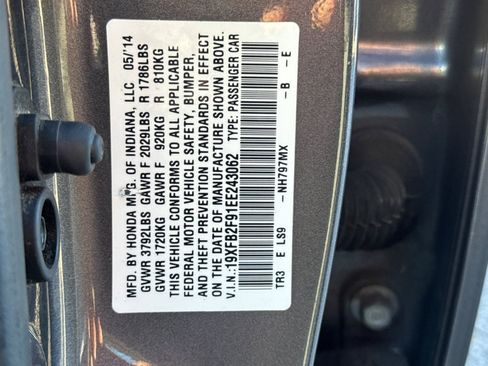 MFD. BY HONDA MFG. OF INDIANA, LLC 05/14
GVWR 3792LBS GAWR F 2029LBS R 1786LBS
GVWR 1720KG GAWR F 920KG R 810KG
THIS VEHICLE CONFORMS TO ALL APPLICABLE
FEDERAL MOTOR VEHICLE SAFETY, BUMPER,
AND THEFT PREVENTION STANDARDS IN EFFECT
ON THE DATE OF MANUFACTURE SHOWN ABOVE.
V.I.N.:19XFB2F91EE243062 TYPE: PASSENGER CAR
TR3 E LS9 -NH797MX -B -E